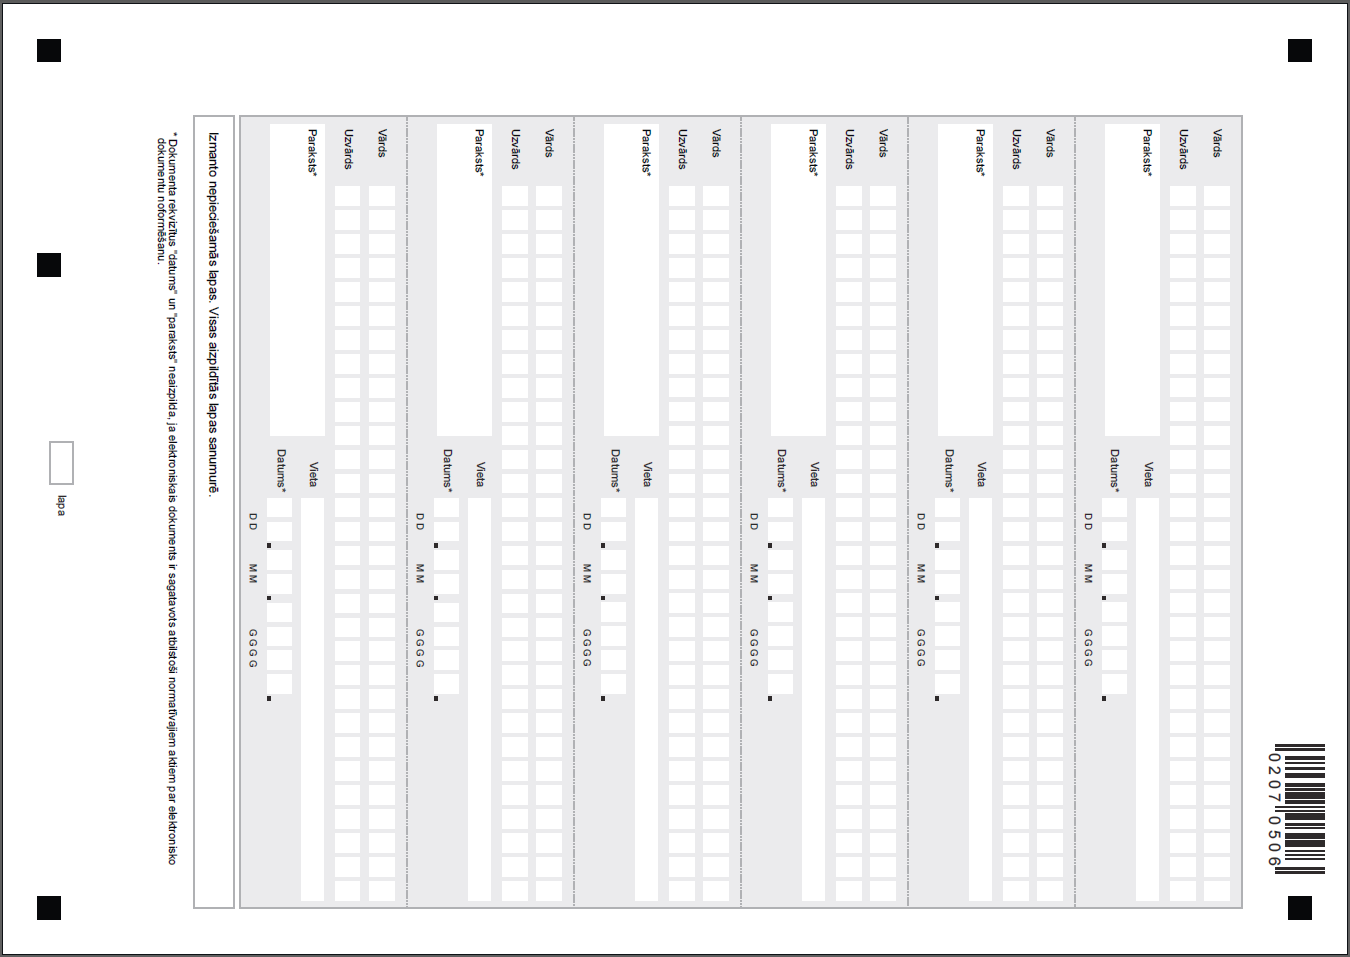 0207 0506
Vārds
Uzvārds
Paraksts* Vieta
Datums*
DD MM GGGG
Vārds
Uzvārds
Paraksts* Vieta
Datums*
DD MM GGGG
Vārds
Uzvārds
Paraksts* Vieta
Datums*
DD MM GGGG
Vārds
Uzvārds
Paraksts* Vieta
Datums*
DD MM GGGG
Vārds
Uzvārds
Paraksts* Vieta
Datums*
DD MM GGGG
Vārds
Uzvārds
Paraksts* Vieta
Datums*
DD MM GGGG
Izmanto nepieciešamās lapas. Visas aizpildītās lapas sanumurē.
* Dokumenta rekvizītus "datums" un "paraksts" neaizpilda, ja elektroniskais dokuments ir sagatavots atbilstoši normatīvajiem aktiem par elektronisko
dokumentu noformēšanu.
lapa